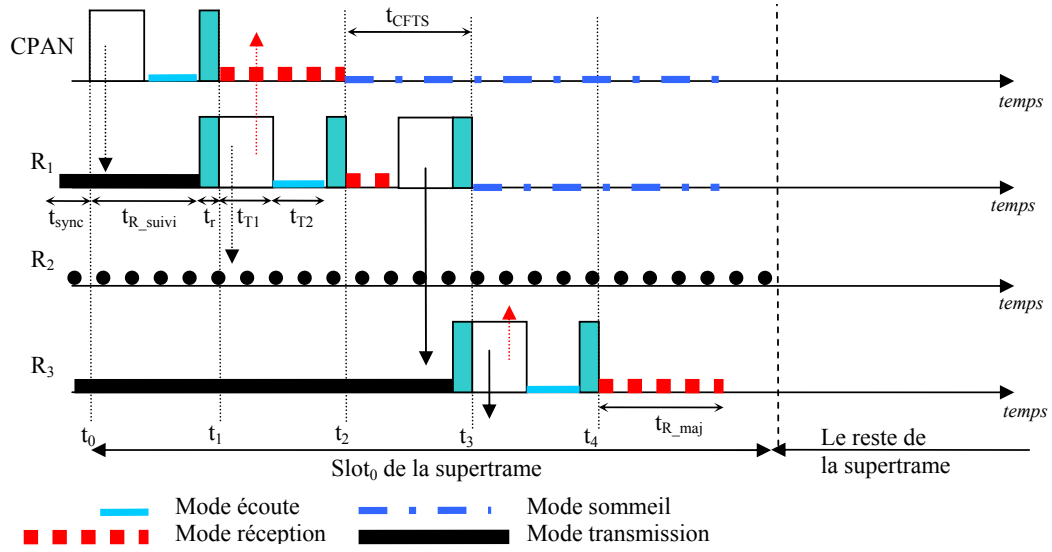 t_CFTS
CPAN
temps
R_1
temps
t_sync t_R_suivi t_r t_T1 t_T2
R_2
temps
R_3
temps
t_R_maj
t_0 t_1 t_2 t_3 t_4
Slot_0 de la supertrame
Le reste de
la supertrame
Mode écoute
Mode sommeil
Mode réception
Mode transmission